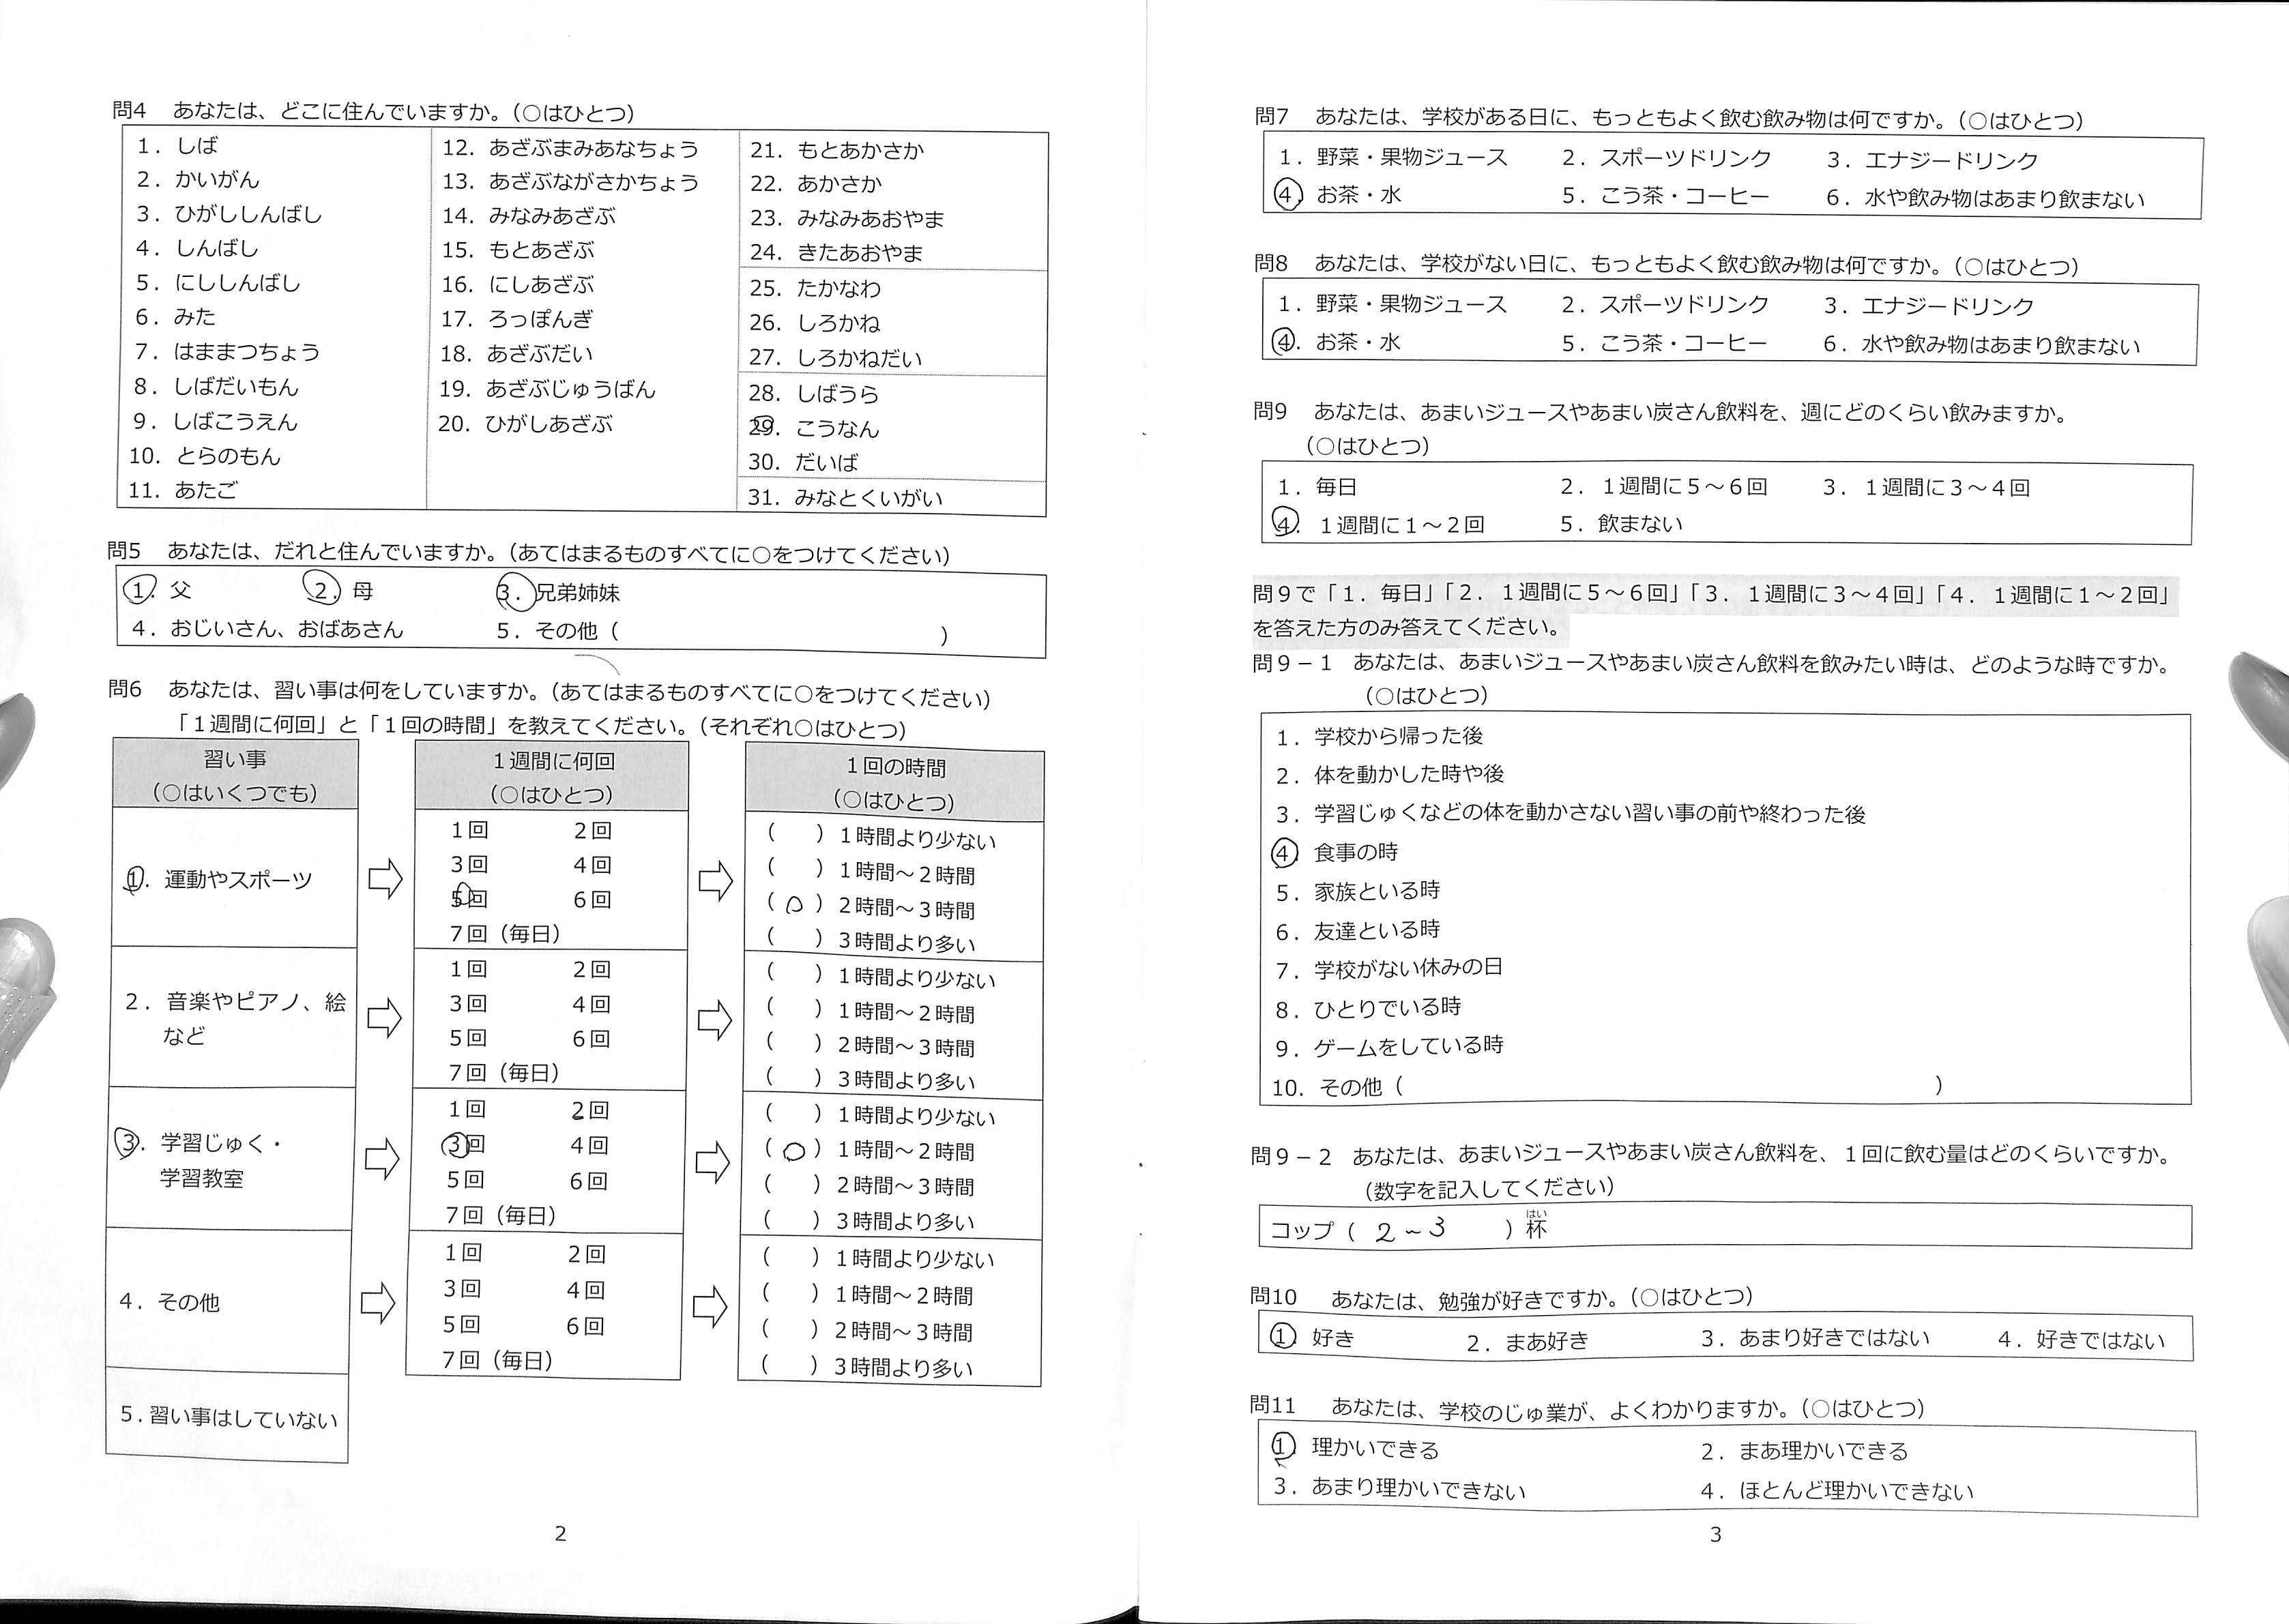 問4　あなたは、どこに住んでいますか。（○はひとつ）
1．しば
2．かいがん
3．ひがししんばし
4．しんばし
5．にししんばし
6．みた
7．はままつちょう
8．しばだいもん
9．しばこうえん
10．とらのもん
11．あたご
12．あざぶまみあなちょう
13．あざぶながさかちょう
14．みなみあざぶ
15．もとあざぶ
16．にしあざぶ
17．ろっぽんぎ
18．あざぶだい
19．あざぶじゅうばん
20．ひがしあざぶ
21．もとあかさか
22．あかさか
23．みなみあおやま
24．きたあおやま
25．たかなわ
26．しろかね
27．しろかねだい
28．しばうら
29．こうなん
30．だいば
31．みなとくいがい
問5　あなたは、だれと住んでいますか。（あてはまるものすべてに○をつけてください）
1．父　2．母　3．兄弟姉妹
4．おじいさん、おばあさん　5．その他（　）
問6　あなたは、習い事は何をしていますか。（あてはまるものすべてに○をつけてください）
「１週間に何回」と「１回の時間」を教えてください。（それぞれ○はひとつ）
習い事
（○はいくつでも）
１週間に何回
（○はひとつ）
１回の時間
（○はひとつ）
1．運動やスポーツ
1回　2回
3回　4回
5回　6回
7回（毎日）
（　）１時間より少ない
（　）１時間～２時間
（○）２時間～３時間
（　）３時間より多い
2．音楽やピアノ、絵
など
1回　2回
3回　4回
5回　6回
7回（毎日）
（　）１時間より少ない
（　）１時間～２時間
（　）２時間～３時間
（　）３時間より多い
3．学習じゅく・
学習教室
1回　2回
3回　4回
5回　6回
7回（毎日）
（　）１時間より少ない
（○）１時間～２時間
（　）２時間～３時間
（　）３時間より多い
4．その他
1回　2回
3回　4回
5回　6回
7回（毎日）
（　）１時間より少ない
（　）１時間～２時間
（　）２時間～３時間
（　）３時間より多い
5．習い事はしていない
2
問7　あなたは、学校がある日に、もっともよく飲む飲み物は何ですか。（○はひとつ）
1．野菜・果物ジュース　2．スポーツドリンク　3．エナジードリンク
4．お茶・水　5．こう茶・コーヒー　6．水や飲み物はあまり飲まない
問8　あなたは、学校がない日に、もっともよく飲む飲み物は何ですか。（○はひとつ）
1．野菜・果物ジュース　2．スポーツドリンク　3．エナジードリンク
4．お茶・水　5．こう茶・コーヒー　6．水や飲み物はあまり飲まない
問9　あなたは、あまいジュースやあまい炭さん飲料を、週にどのくらい飲みますか。
（○はひとつ）
1．毎日　2．１週間に５～６回　3．１週間に３～４回
4．１週間に１～２回　5．飲まない
問９で「１．毎日」「２．１週間に５～６回」「３．１週間に３～４回」「４．１週間に１～２回」
を答えた方のみ答えてください。
問９－１　あなたは、あまいジュースやあまい炭さん飲料を飲みたい時は、どのような時ですか。
（○はひとつ）
1．学校から帰った後
2．体を動かした時や後
3．学習じゅくなどの体を動かさない習い事の前や終わった後
4．食事の時
5．家族といる時
6．友達といる時
7．学校がない休みの日
8．ひとりでいる時
9．ゲームをしている時
10．その他（　）
問９－２　あなたは、あまいジュースやあまい炭さん飲料を、１回に飲む量はどのくらいですか。
（数字を記入してください）
はい
コップ（ 2～3 ）杯
問10　あなたは、勉強が好きですか。（○はひとつ）
1．好き　2．まあ好き　3．あまり好きではない　4．好きではない
問11　あなたは、学校のじゅ業が、よくわかりますか。（○はひとつ）
1．理かいできる　2．まあ理かいできる
3．あまり理かいできない　4．ほとんど理かいできない
3